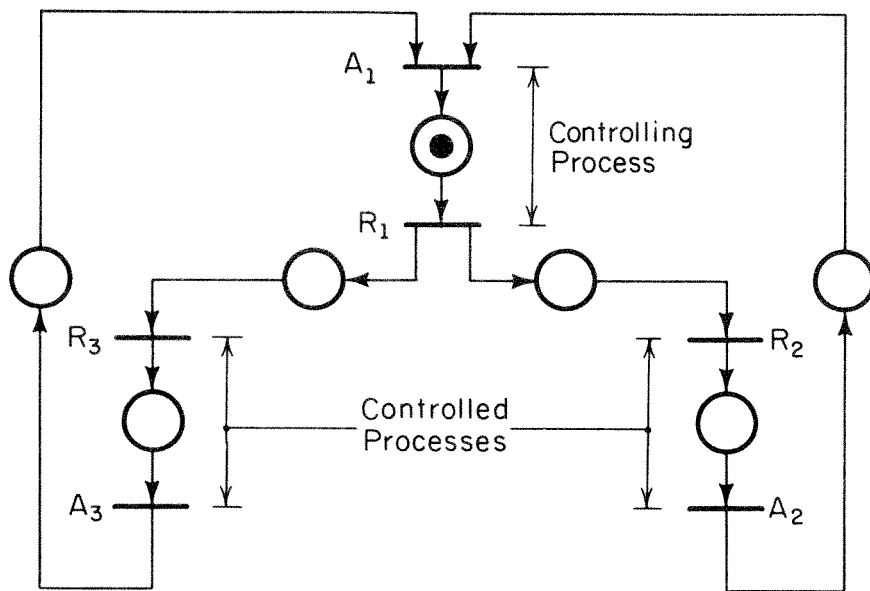 A₁
Controlling
Process
R₁
R₃
R₂
Controlled
Processes
A₃
A₂